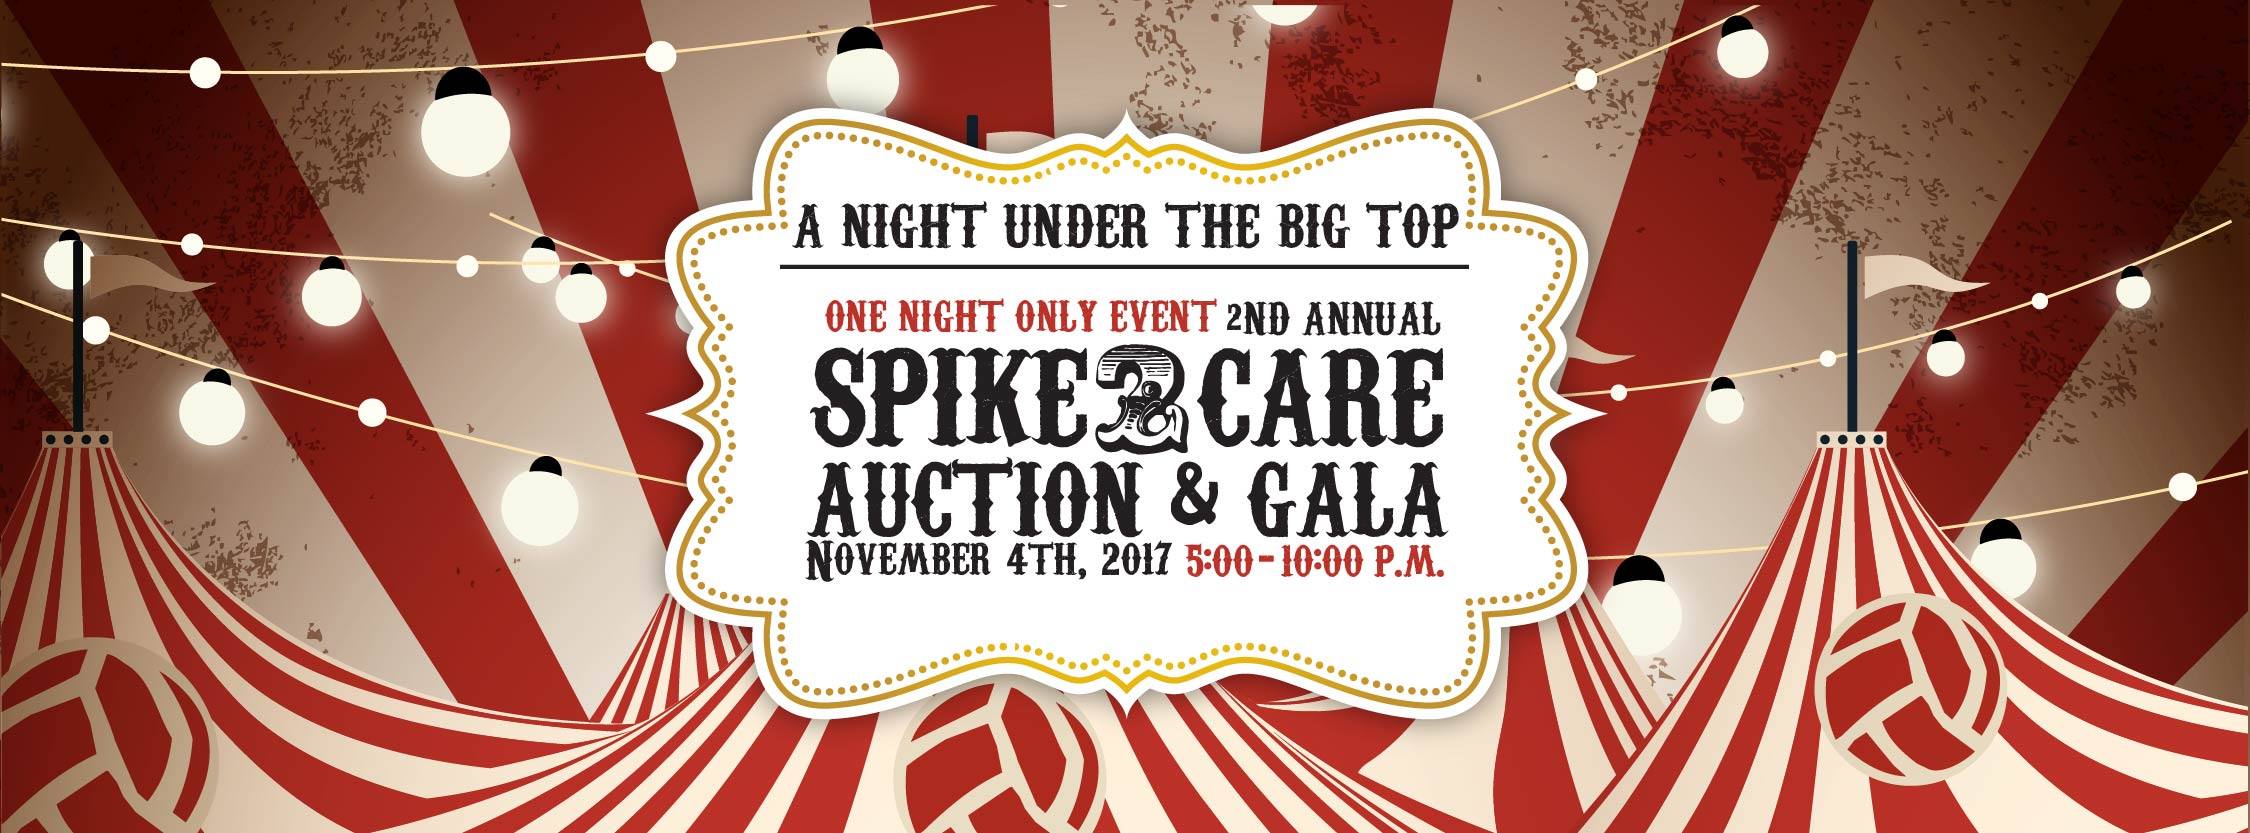 A NIGHT UNDER THE BIG TOP
ONE NIGHT ONLY EVENT 2ND ANNUAL
SPIKE2CARE
AUCTION & GALA
NOVEMBER 4TH, 2017 5:00-10:00 P.M.